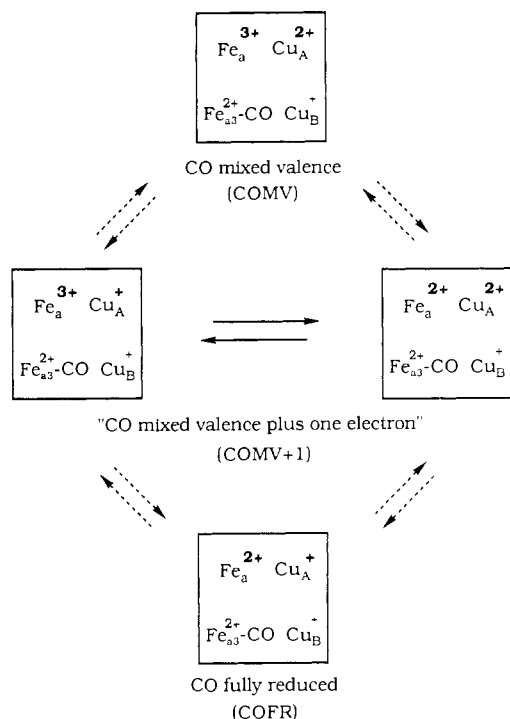 Fe_a^3+ Cu_A^2+
Fe_a3^2+-CO Cu_B^+
CO mixed valence
(COMV)
Fe_a^3+ Cu_A^+
Fe_a3^2+-CO Cu_B^+
Fe_a^2+ Cu_A^2+
Fe_a3^2+-CO Cu_B^+
"CO mixed valence plus one electron"
(COMV+1)
Fe_a^2+ Cu_A^+
Fe_a3^2+-CO Cu_B^+
CO fully reduced
(COFR)